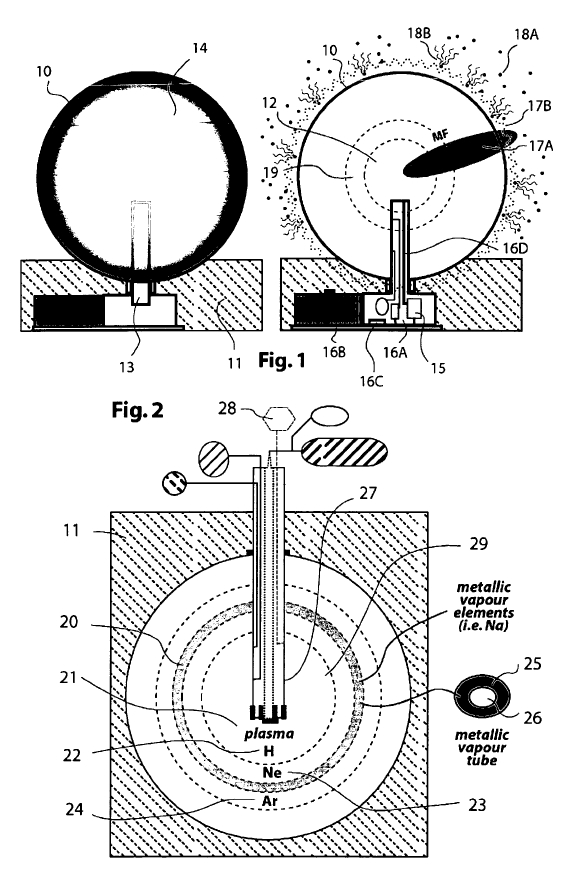 14
10
13
11
18B
18A
10
17B
12
MF
17A
19
16D
16B
16A
15
16C
Fig. 1
Fig. 2
28
27
11
29
metallic
vapour
elements
(i.e. Na)
20
25
21
26
plasma
metallic
vapour
tube
22
H
Ne
24
Ar
23